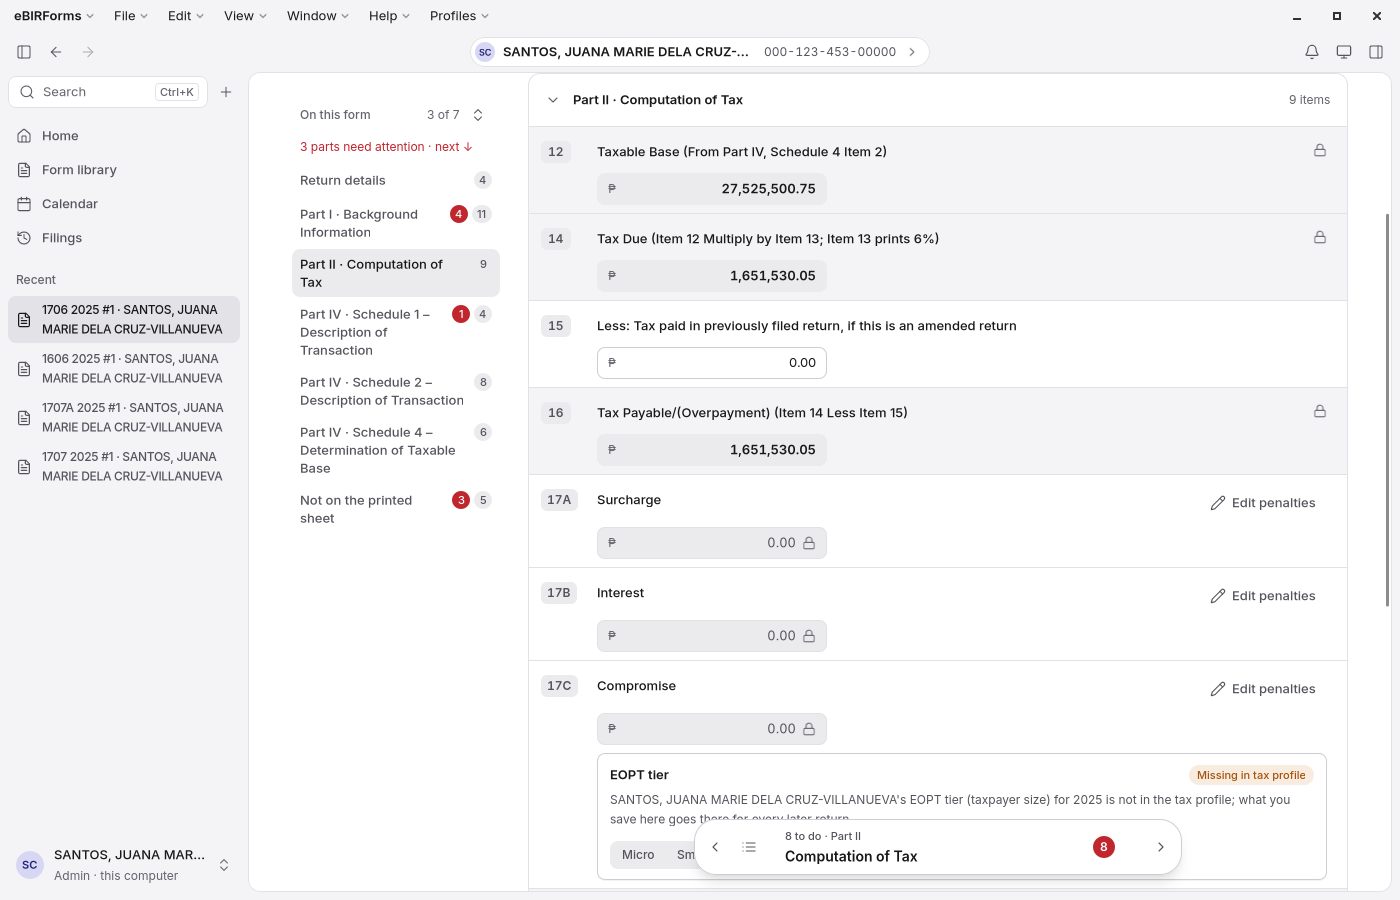 eBIRForms File Edit View Window Help Profiles
SC SANTOS, JUANA MARIE DELA CRUZ-... 000-123-453-00000
Search Ctrl+K
Home
Form library
Calendar
Filings
Recent
1706 2025 #1 · SANTOS, JUANA
MARIE DELA CRUZ-VILLANUEVA
1606 2025 #1 · SANTOS, JUANA
MARIE DELA CRUZ-VILLANUEVA
1707A 2025 #1 · SANTOS, JUANA
MARIE DELA CRUZ-VILLANUEVA
1707 2025 #1 · SANTOS, JUANA
MARIE DELA CRUZ-VILLANUEVA
SC SANTOS, JUANA MAR...
Admin · this computer
On this form 3 of 7
3 parts need attention · next ↓
Return details 4
Part I · Background 4 11
Information
Part II · Computation of 9
Tax
Part IV · Schedule 1 – 1 4
Description of
Transaction
Part IV · Schedule 2 – 8
Description of Transaction
Part IV · Schedule 4 – 6
Determination of Taxable
Base
Not on the printed 3 5
sheet
Part II · Computation of Tax 9 items
12 Taxable Base (From Part IV, Schedule 4 Item 2)
₱ 27,525,500.75
14 Tax Due (Item 12 Multiply by Item 13; Item 13 prints 6%)
₱ 1,651,530.05
15 Less: Tax paid in previously filed return, if this is an amended return
₱ 0.00
16 Tax Payable/(Overpayment) (Item 14 Less Item 15)
₱ 1,651,530.05
17A Surcharge Edit penalties
₱ 0.00
17B Interest Edit penalties
₱ 0.00
17C Compromise Edit penalties
₱ 0.00
EOPT tier Missing in tax profile
SANTOS, JUANA MARIE DELA CRUZ-VILLANUEVA's EOPT tier (taxpayer size) for 2025 is not in the tax profile; what you
save here goes there for every later return.
Micro Sm
8 to do · Part II
Computation of Tax 8